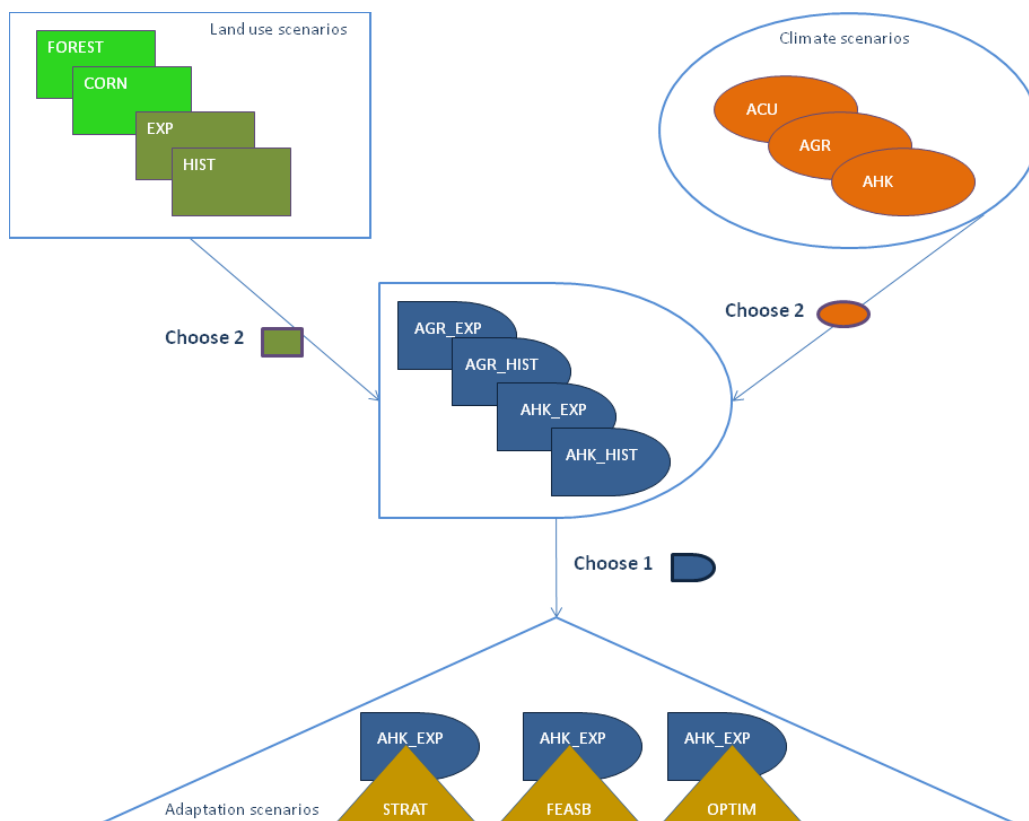 Land use scenarios
FOREST
CORN
EXP
HIST
Climate scenarios
ACU
AGR
AHK
Choose 2
Choose 2
AGR_EXP
AGR_HIST
AHK_EXP
AHK_HIST
Choose 1
AHK_EXP
AHK_EXP
AHK_EXP
Adaptation scenarios
STRAT
FEASB
OPTIM